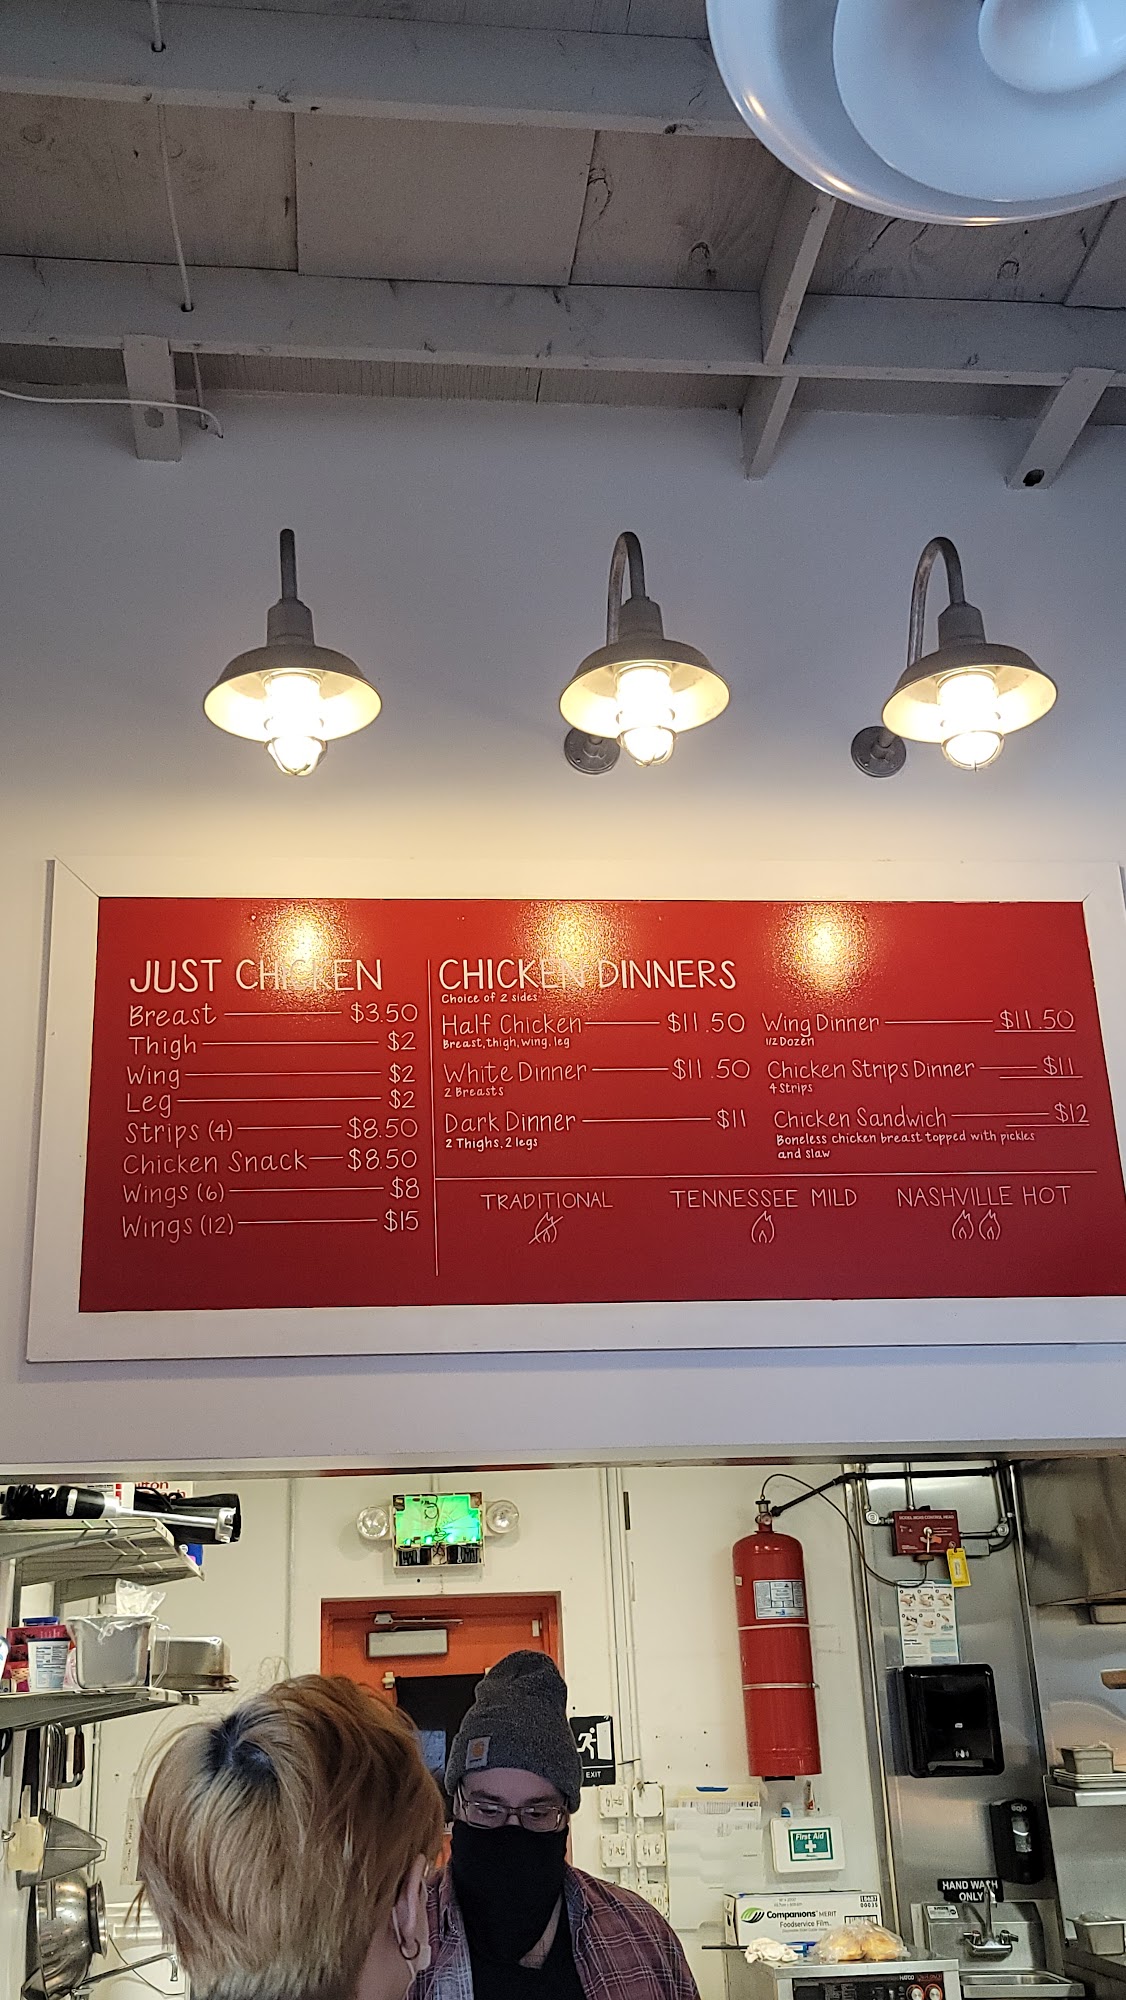 JUST CHICKEN
Breast $3.50
Thigh $2
Wing $2
Leg $2
Strips (4) $8.50
Chicken Snack $8.50
Wings (6) $8
Wings (12) $15
CHICKEN DINNERS
Choice of 2 sides
Half Chicken $11.50
Breast, thigh, wing, leg
White Dinner $11.50
2 Breasts
Dark Dinner $11
2 Thighs, 2 legs
Wing Dinner $11.50
1/2 Dozen
Chicken Strips Dinner $11
4 Strips
Chicken Sandwich $12
Boneless chicken breast topped with pickles
and slaw
TRADITIONAL
TENNESSEE MILD
NASHVILLE HOT
EXIT
First Aid
Companions MERIT
Foodservice Film
HAND WASH
ONLY